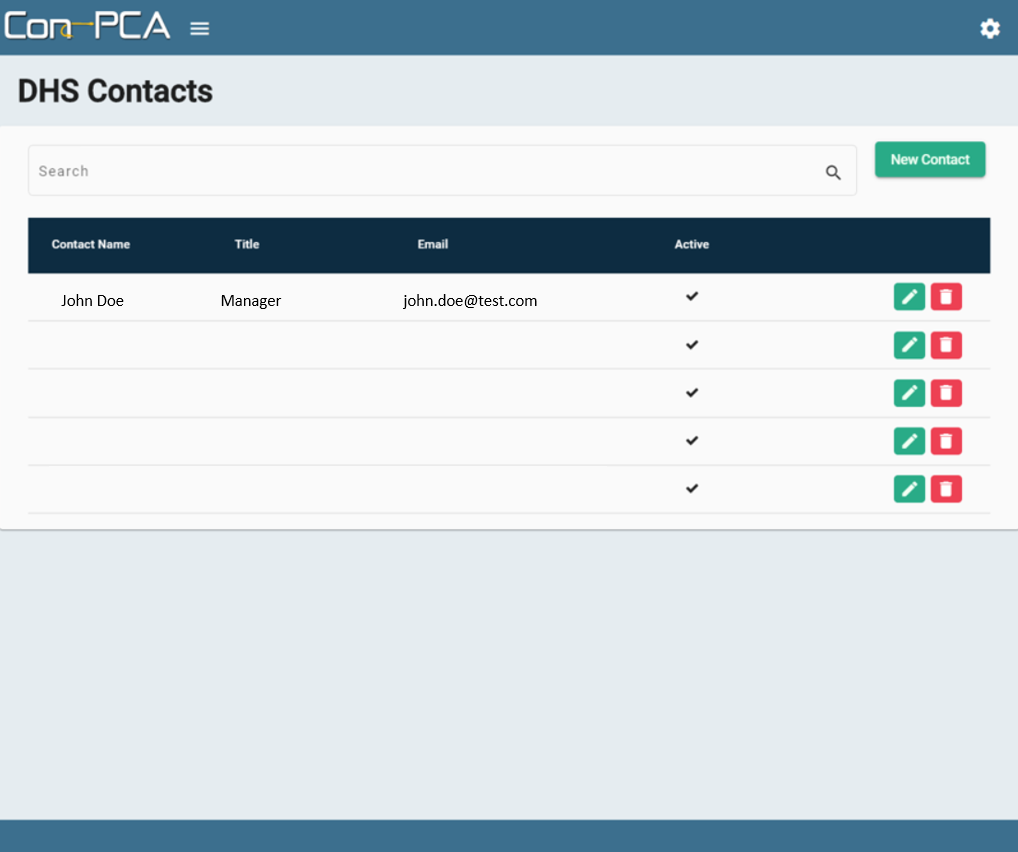 Con-PCA
DHS Contacts
Search
New Contact
Contact Name Title Email Active
John Doe Manager john.doe@test.com